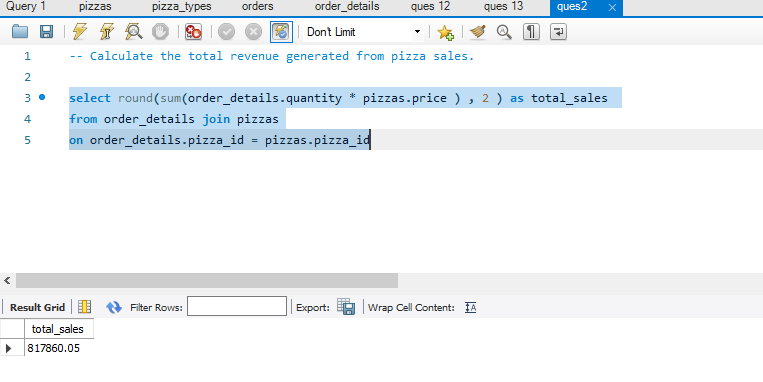 Query 1 pizzas pizza_types orders order_details ques 12 ques 13 ques2
Don't Limit
1 -- Calculate the total revenue generated from pizza sales.
2
3 select round(sum(order_details.quantity * pizzas.price ) , 2 ) as total_sales
4 from order_details join pizzas
5 on order_details.pizza_id = pizzas.pizza_id
Result Grid Filter Rows: Export: Wrap Cell Content:
total_sales
817860.05